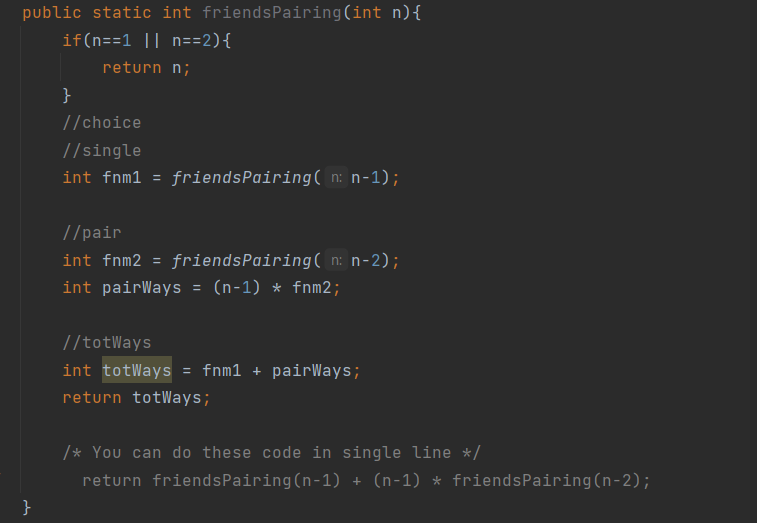 public static int friendsPairing(int n){
if(n==1 || n==2){
return n;
}
//choice
//single
int fnm1 = friendsPairing( n: n-1);
//pair
int fnm2 = friendsPairing( n: n-2);
int pairWays = (n-1) * fnm2;
//totWays
int totWays = fnm1 + pairWays;
return totWays;
/* You can do these code in single line */
return friendsPairing(n-1) + (n-1) * friendsPairing(n-2);
}